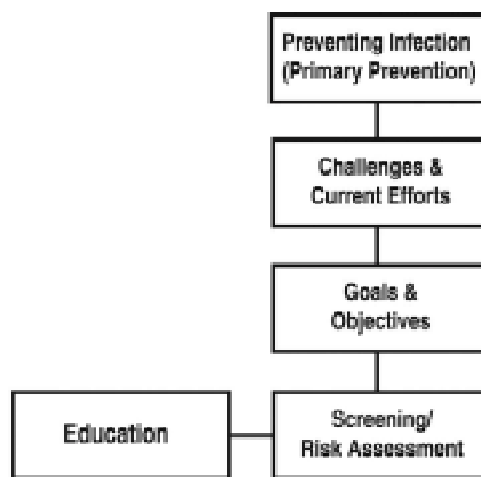 Preventing Infection
(Primary Prevention)
Challenges &
Current Efforts
Goals &
Objectives
Education
Screening/
Risk Assessment